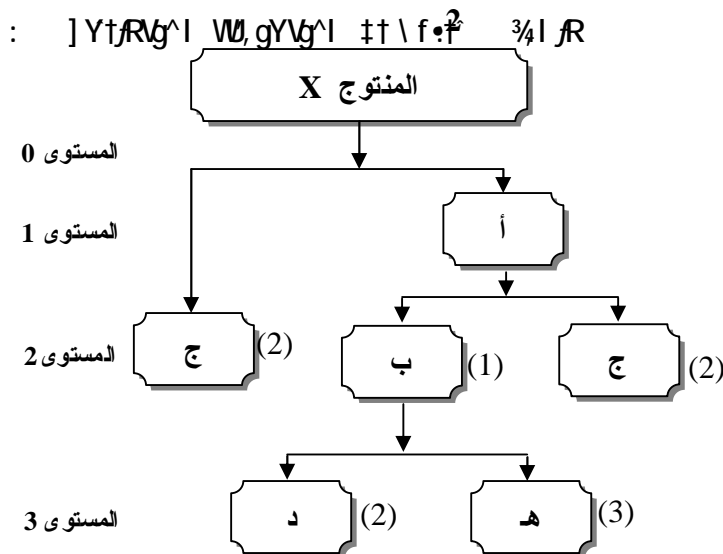 المنتوج X
المستوى 0
المستوى 1
أ
المستوى 2
ج (2)
ب (1)
ج (2)
المستوى 3
د (2)
هـ (3)